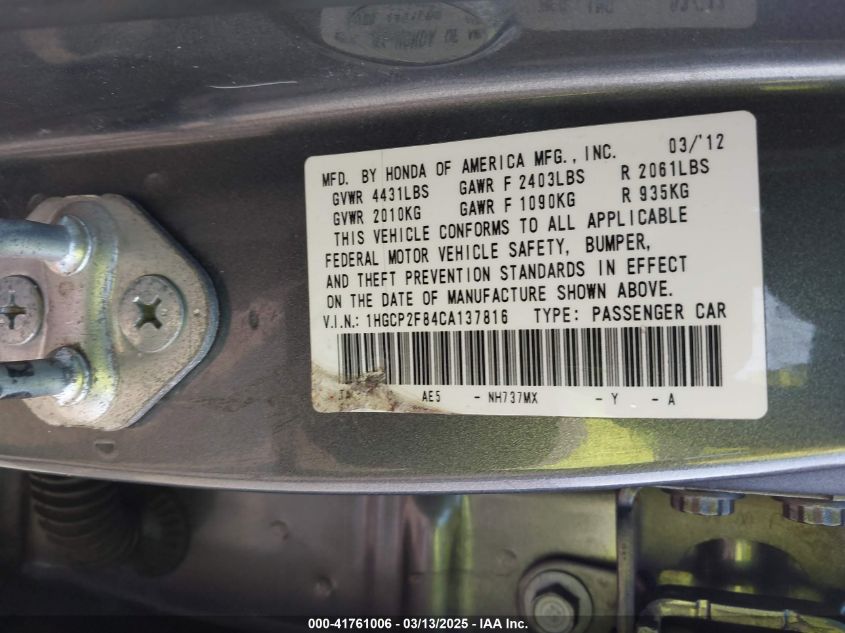 MFD. BY HONDA OF AMERICA MFG., INC. 03/'12
GVWR 4431LBS GAWR F 2403LBS R 2061LBS
GVWR 2010KG GAWR F 1090KG R 935KG
THIS VEHICLE CONFORMS TO ALL APPLICABLE
FEDERAL MOTOR VEHICLE SAFETY, BUMPER,
AND THEFT PREVENTION STANDARDS IN EFFECT
ON THE DATE OF MANUFACTURE SHOWN ABOVE.
V.I.N.: 1HGCP2F84CA137816 TYPE: PASSENGER CAR
AE5 - NH737MX - Y - A
000-41761006 / 03/13/2025 - IAA Inc.